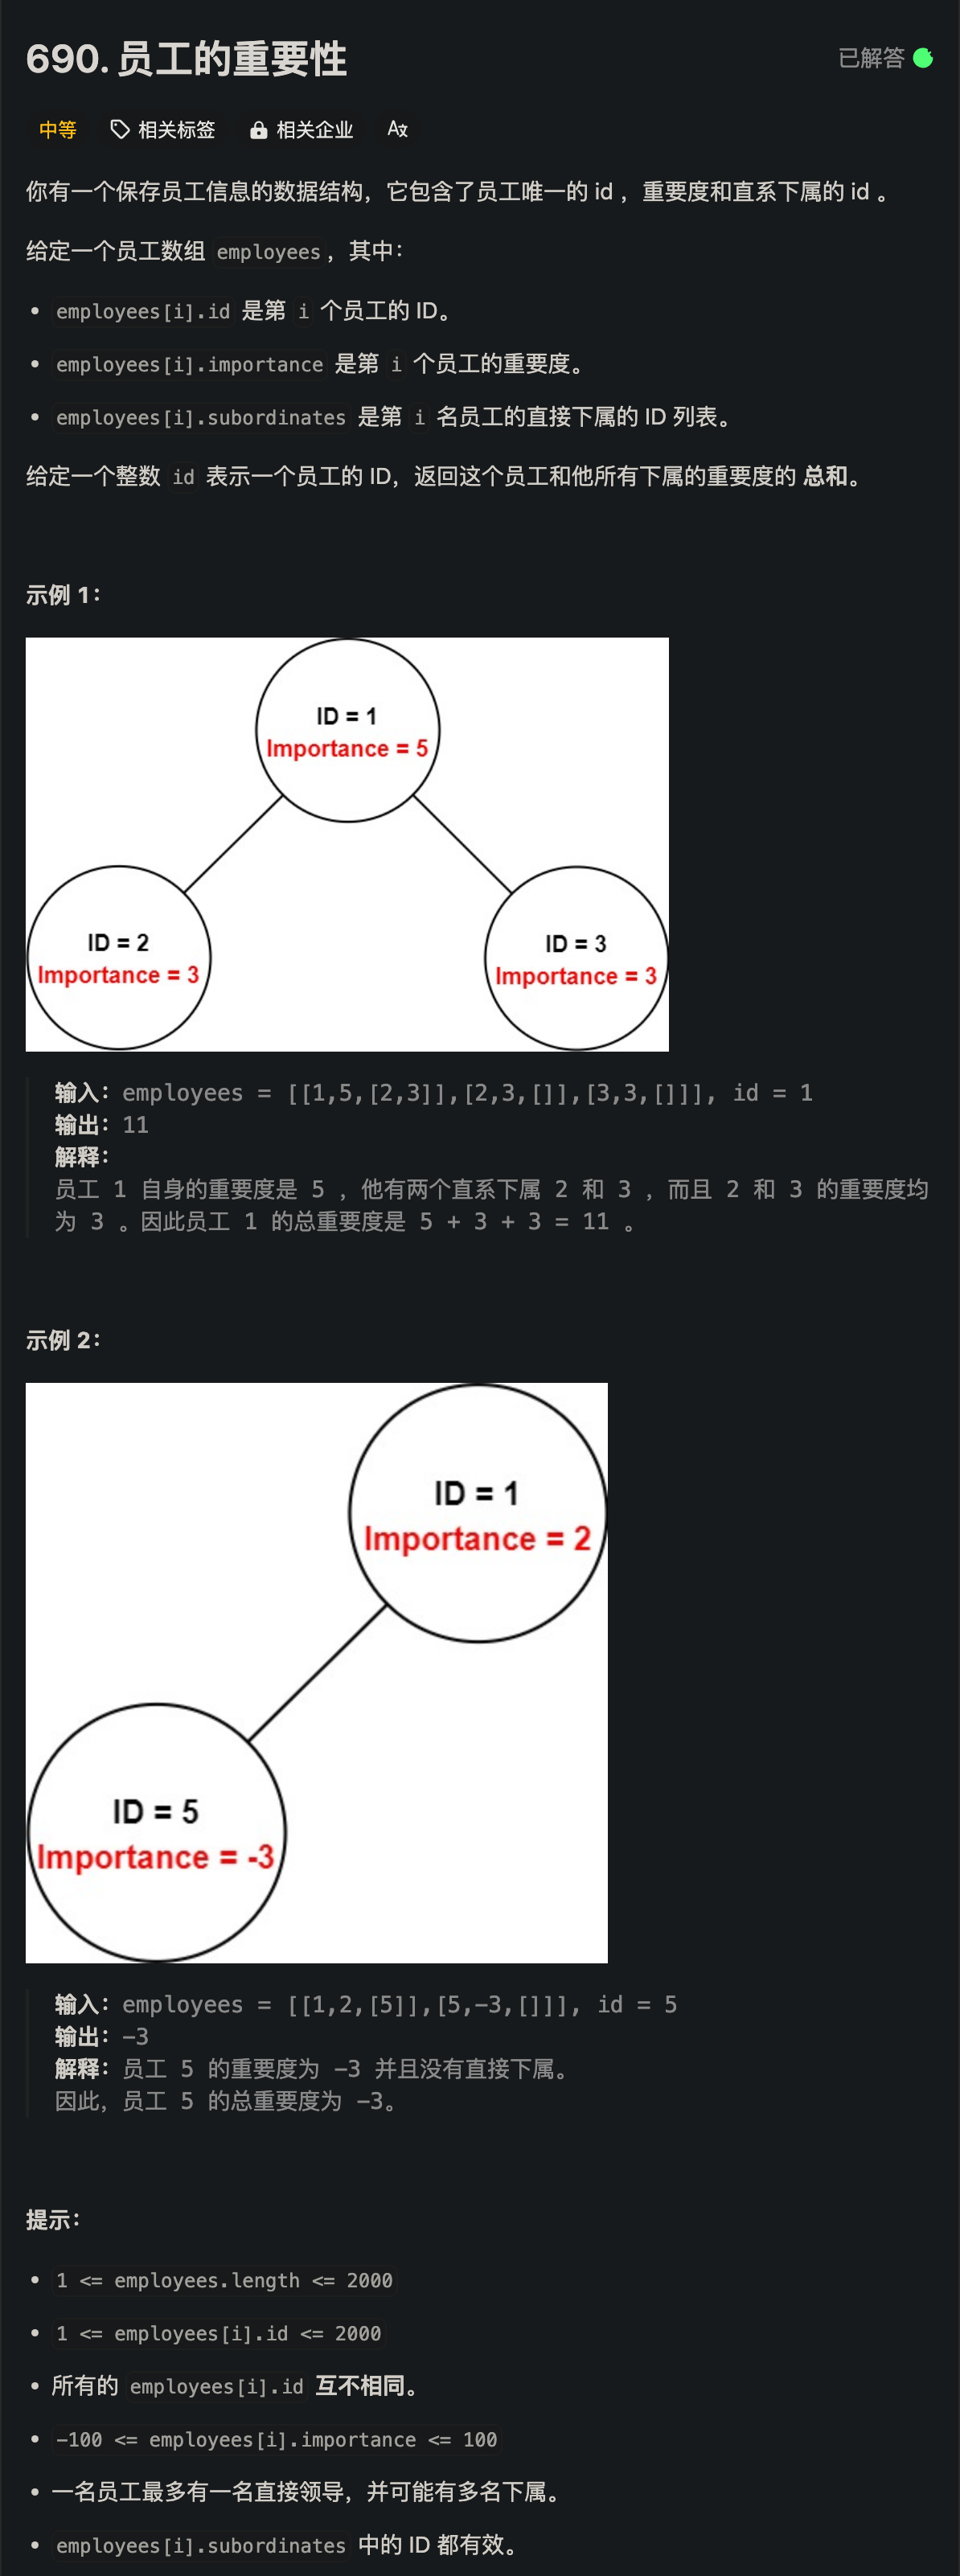 690. 员工的重要性
已解答
中等 相关标签 相关企业
你有一个保存员工信息的数据结构，它包含了员工唯一的 id ，重要度和直系下属的 id 。
给定一个员工数组 employees，其中：
employees[i].id 是第 i 个员工的 ID。
employees[i].importance 是第 i 个员工的重要度。
employees[i].subordinates 是第 i 名员工的直接下属的 ID 列表。
给定一个整数 id 表示一个员工的 ID，返回这个员工和他所有下属的重要度的 总和。
示例 1：
ID = 1
Importance = 5
ID = 2
Importance = 3
ID = 3
Importance = 3
输入：employees = [[1,5,[2,3]],[2,3,[]],[3,3,[]]], id = 1
输出：11
解释：
员工 1 自身的重要度是 5 ，他有两个直系下属 2 和 3 ，而且 2 和 3 的重要度均
为 3 。因此员工 1 的总重要度是 5 + 3 + 3 = 11 。
示例 2：
ID = 1
Importance = 2
ID = 5
Importance = -3
输入：employees = [[1,2,[5]],[5,-3,[]]], id = 5
输出：-3
解释：员工 5 的重要度为 -3 并且没有直接下属。
因此，员工 5 的总重要度为 -3。
提示：
1 <= employees.length <= 2000
1 <= employees[i].id <= 2000
所有的 employees[i].id 互不相同。
-100 <= employees[i].importance <= 100
一名员工最多有一名直接领导，并可能有多名下属。
employees[i].subordinates 中的 ID 都有效。